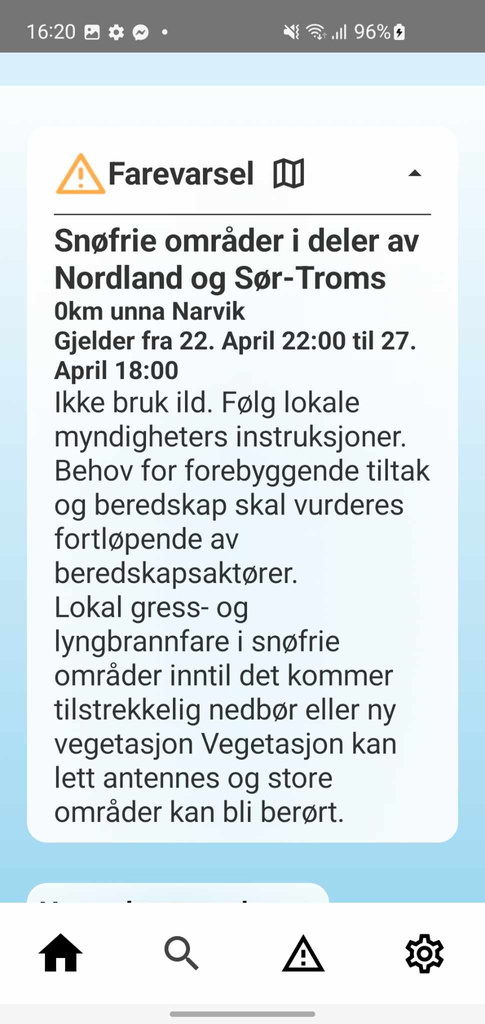 16:20
96%
Farevarsel
Snøfrie områder i deler av
Nordland og Sør-Troms
0km unna Narvik
Gjelder fra 22. April 22:00 til 27.
April 18:00
Ikke bruk ild. Følg lokale
myndigheters instruksjoner.
Behov for forebyggende tiltak
og beredskap skal vurderes
fortløpende av
beredskapsaktører.
Lokal gress- og
lyngbrannfare i snøfrie
områder inntil det kommer
tilstrekkelig nedbør eller ny
vegetasjon Vegetasjon kan
lett antennes og store
områder kan bli berørt.